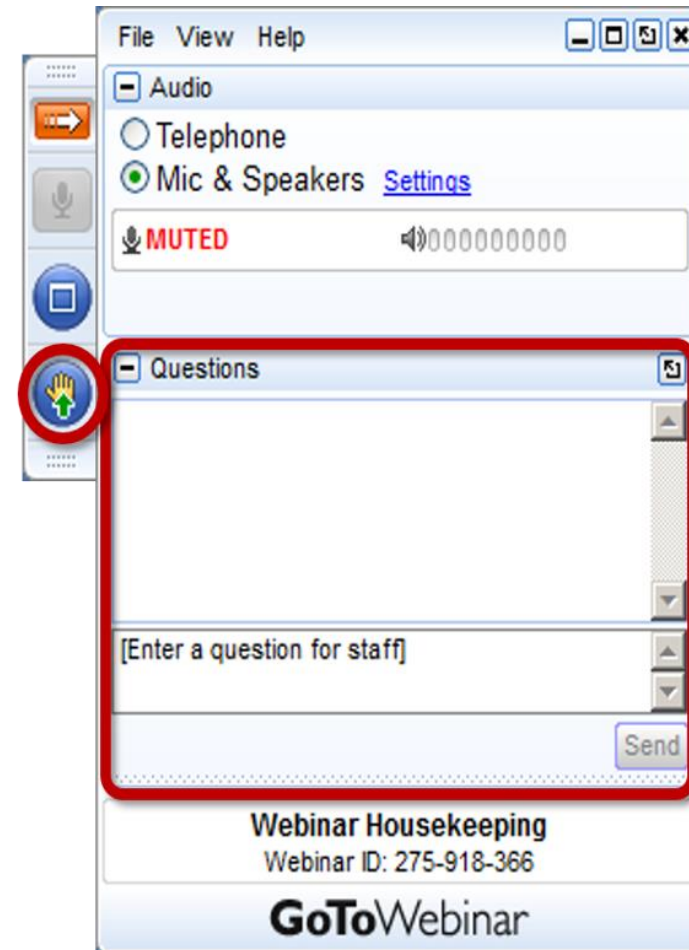 File View Help
Audio
Telephone
Mic & Speakers Settings
MUTED 000000000
Questions
[Enter a question for staff]
Send
Webinar Housekeeping
Webinar ID: 275-918-366
GoToWebinar